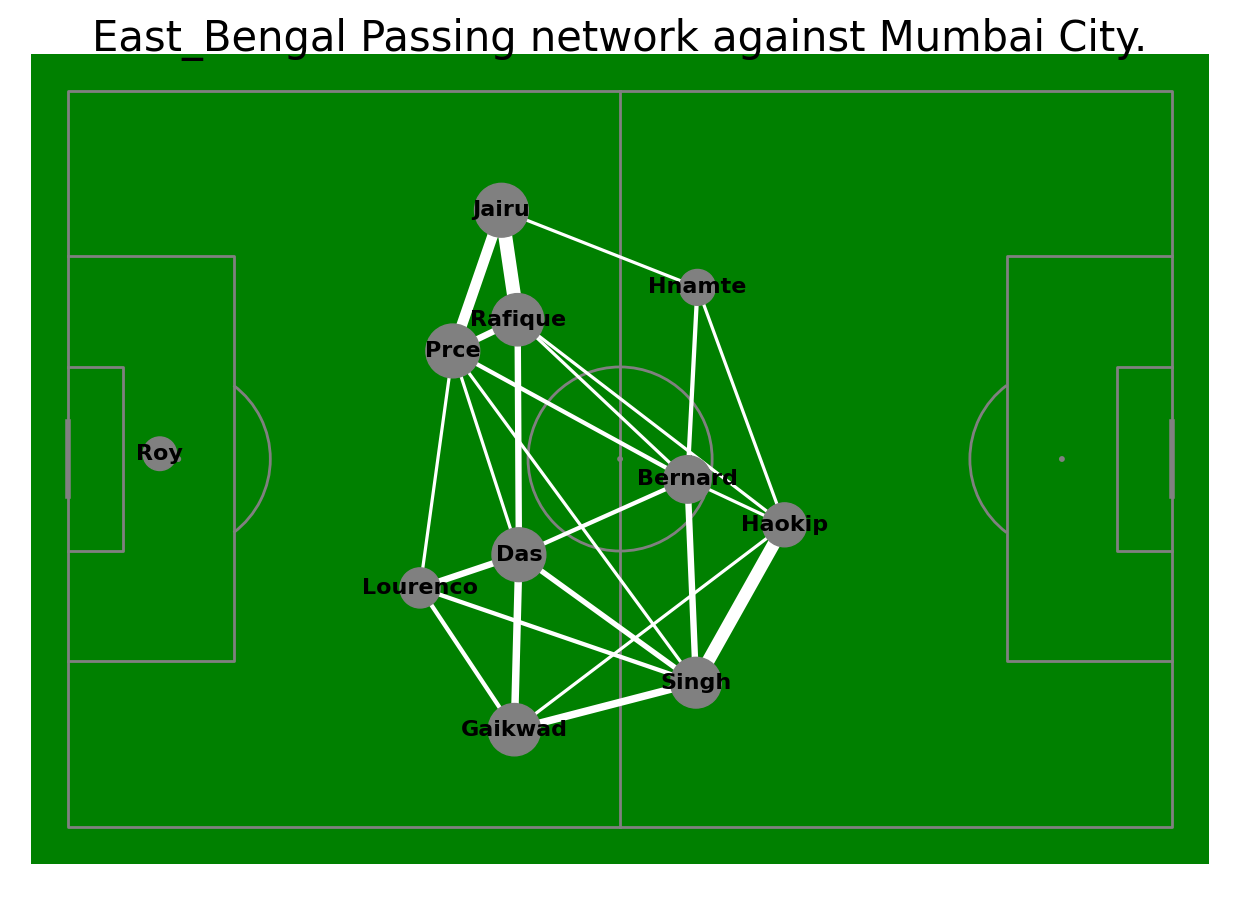 East_Bengal Passing network against Mumbai City.
Jairu
Hnamte
Rafique
Prce
Roy
Bernard
Haokip
Das
Lourenco
Singh
Gaikwad